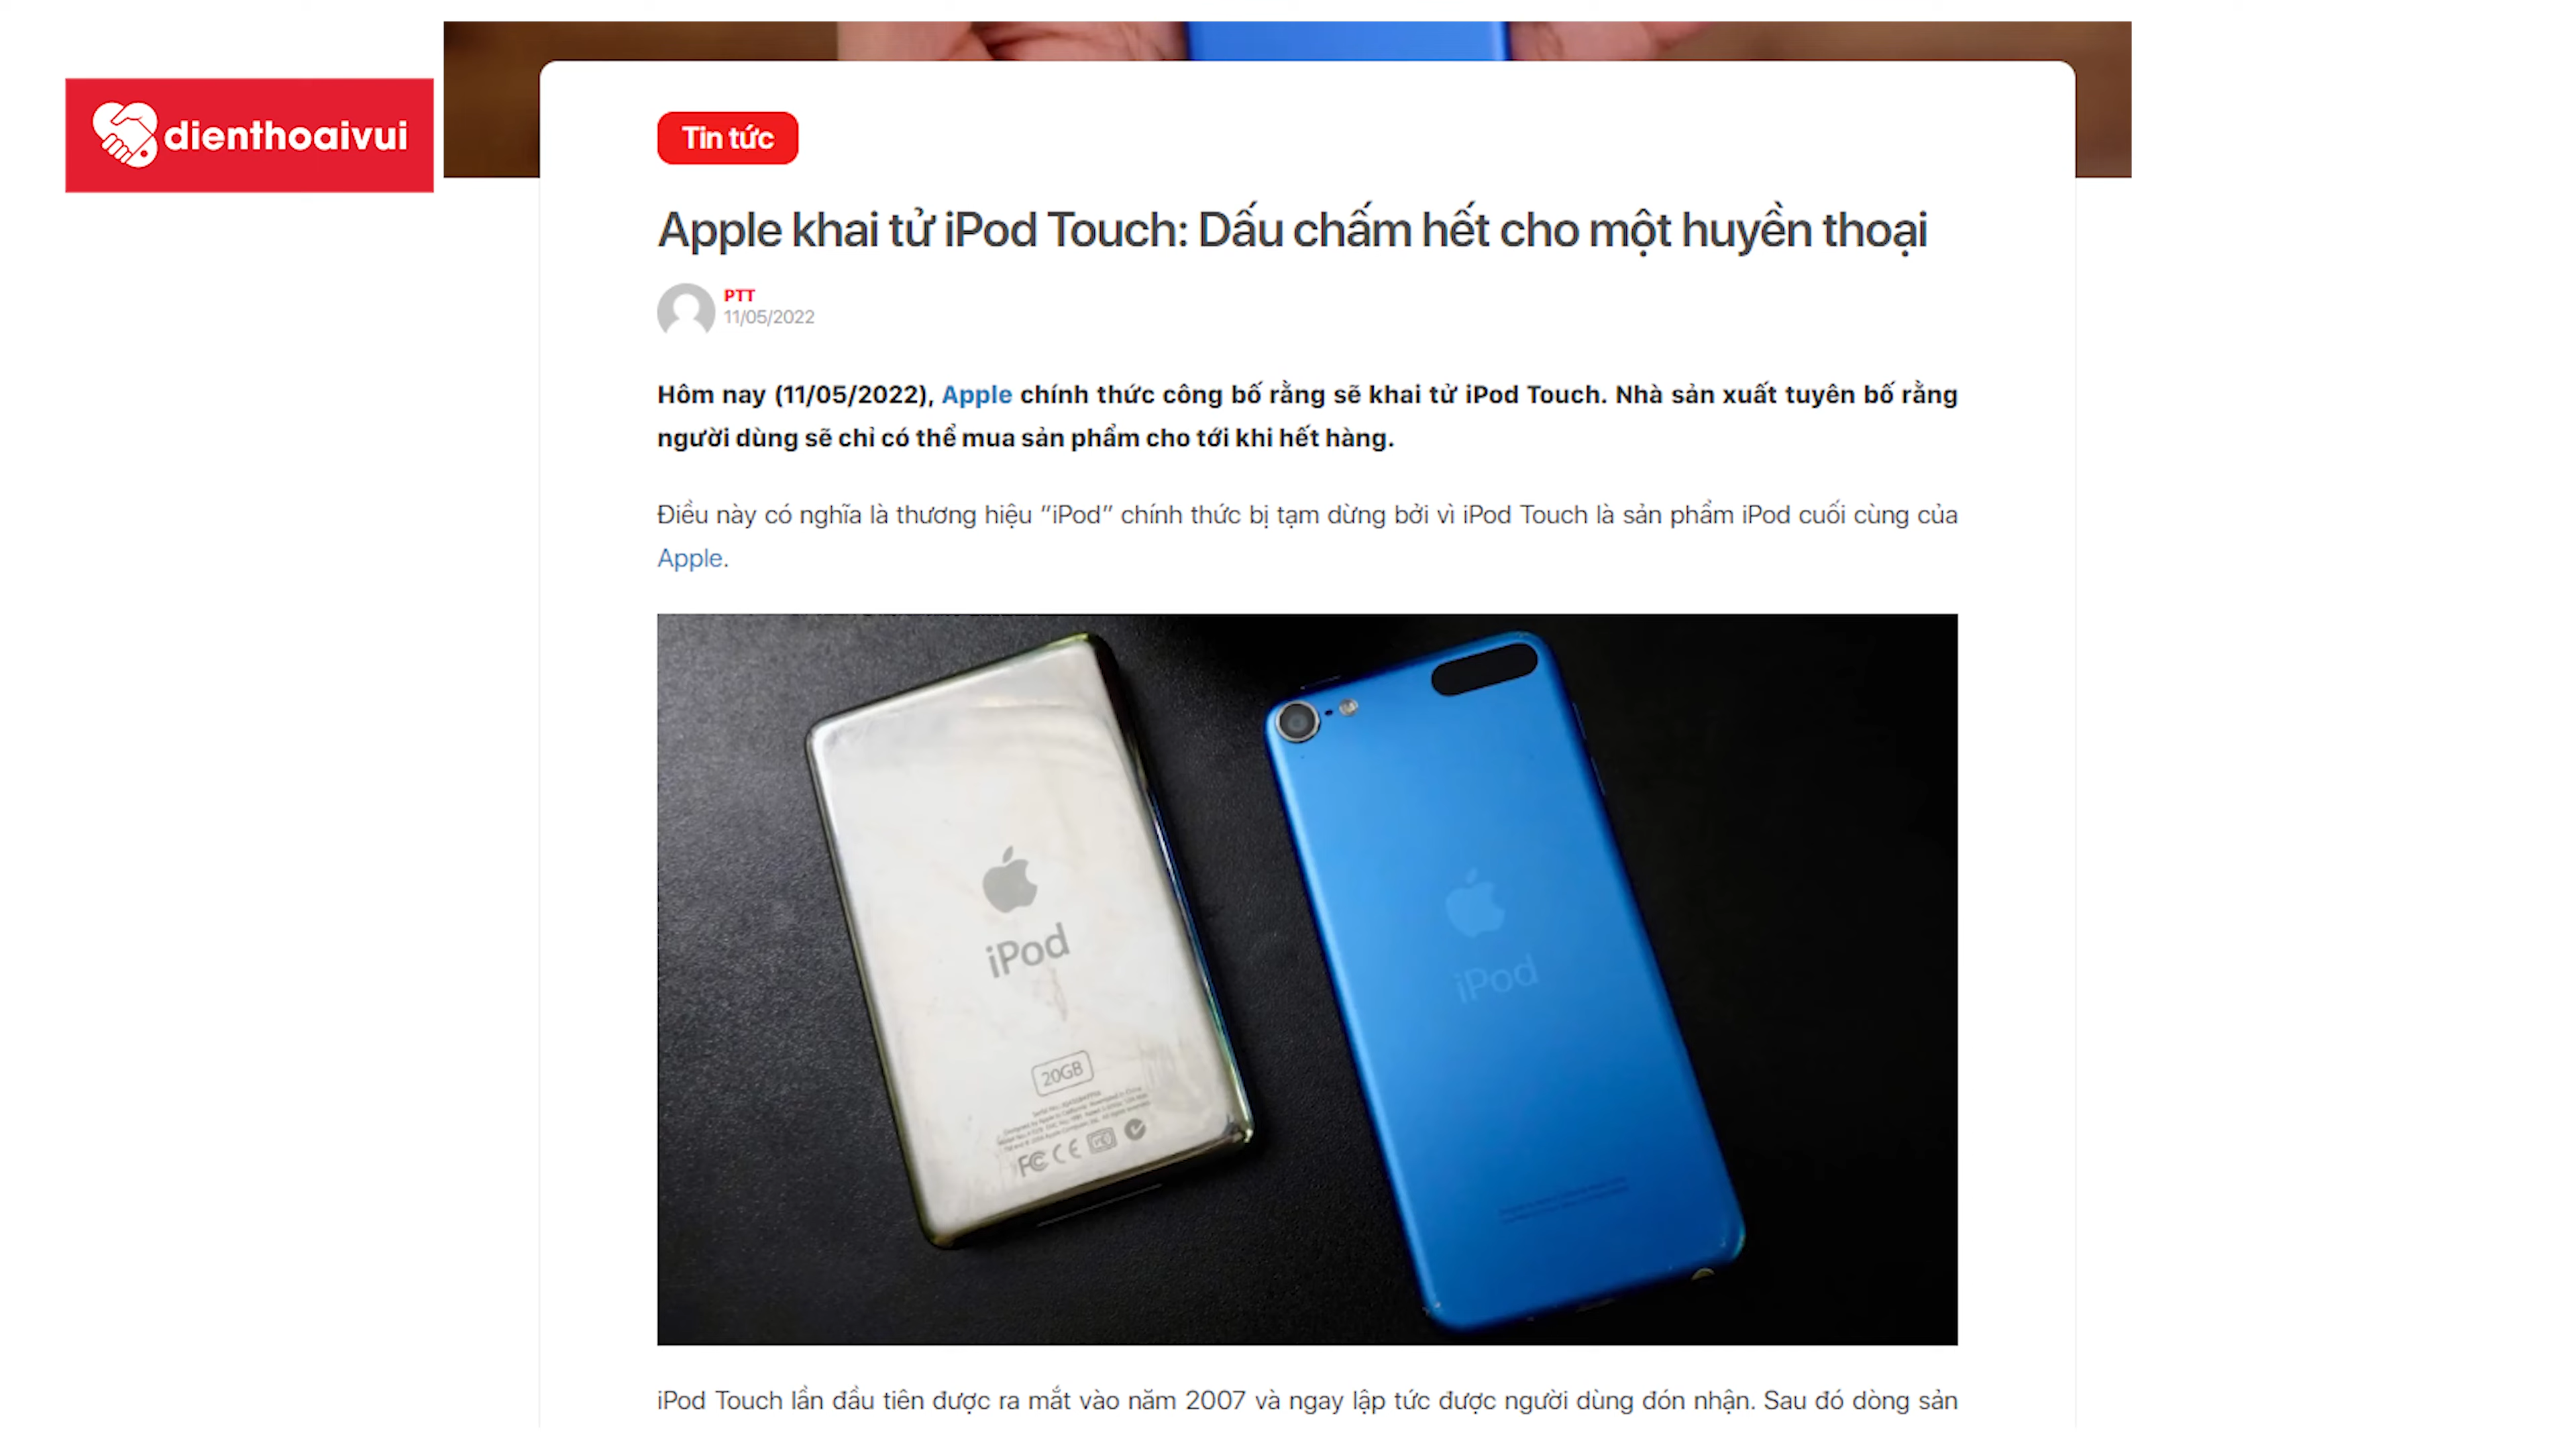 dienthoaivui
Tin tức
Apple khai tử iPod Touch: Dấu chấm hết cho một huyền thoại
PTT
11/05/2022
Hôm nay (11/05/2022), Apple chính thức công bố rằng sẽ khai tử iPod Touch. Nhà sản xuất tuyên bố rằng
người dùng sẽ chỉ có thể mua sản phẩm cho tới khi hết hàng.
Điều này có nghĩa là thương hiệu “iPod” chính thức bị tạm dừng bởi vì iPod Touch là sản phẩm iPod cuối cùng của
Apple.
iPod
iPod
20GB
FC CE
iPod Touch lần đầu tiên được ra mắt vào năm 2007 và ngay lập tức được người dùng đón nhận. Sau đó dòng sản